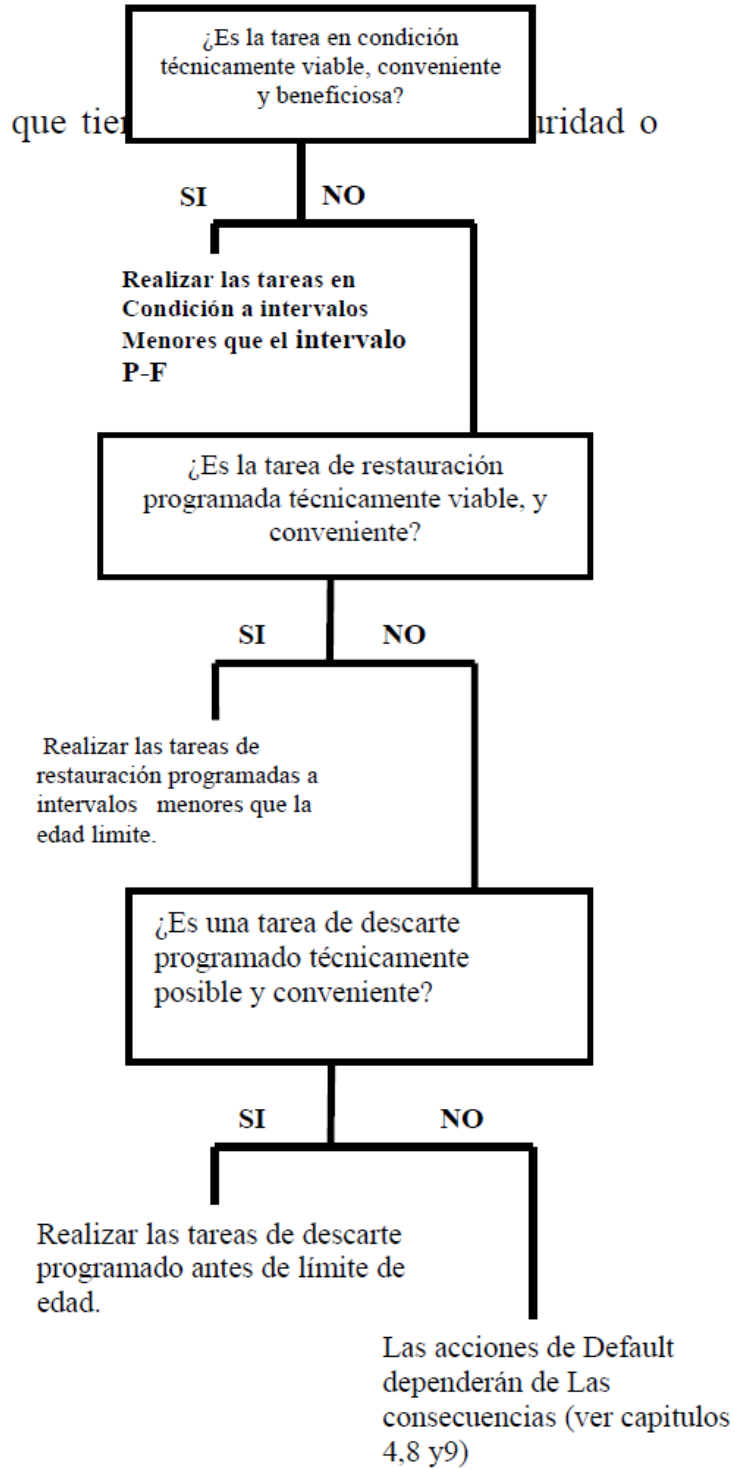 ¿Es la tarea en condición
técnicamente viable, conveniente
y beneficiosa?
que tien uridad o
SI NO
Realizar las tareas en
Condición a intervalos
Menores que el intervalo
P-F
¿Es la tarea de restauración
programada técnicamente viable, y
conveniente?
SI NO
Realizar las tareas de
restauración programadas a
intervalos menores que la
edad limite.
¿Es una tarea de descarte
programado técnicamente
posible y conveniente?
SI NO
Realizar las tareas de descarte
programado antes de límite de
edad.
Las acciones de Default
dependerán de Las
consecuencias (ver capitulos
4,8 y9)